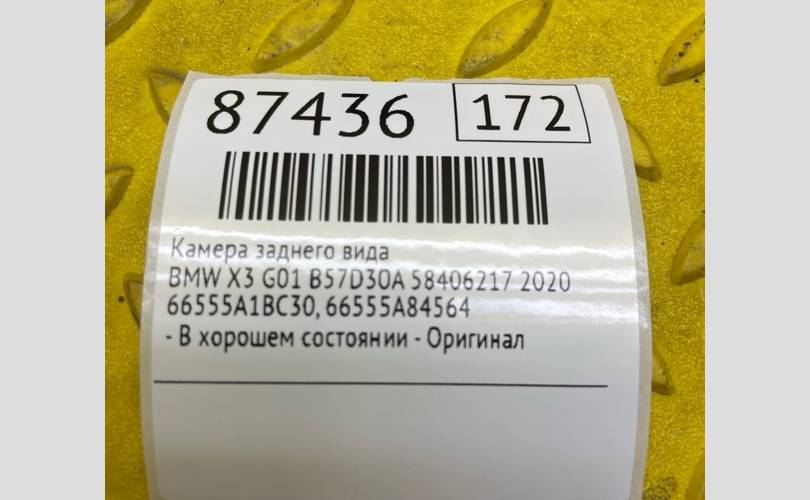 87436 172
Камера заднего вида
BMW X3 G01 B57D30A 58406217 2020
66555A1BC30, 66555A84564
- В хорошем состоянии - Оригинал